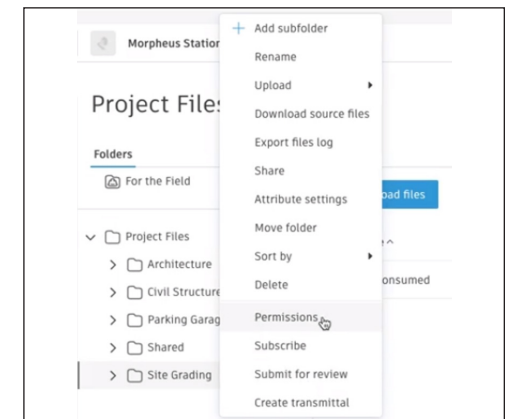 Morpheus Station
Project Files
Folders
For the Field
Project Files
Architecture
Civil Structure
Parking Garag
Shared
Site Grading
Add subfolder
Rename
Upload
Download source files
Export files log
Share
Attribute settings
Move folder
Sort by
Delete
Permissions
Subscribe
Submit for review
Create transmittal
oad files
onsumed